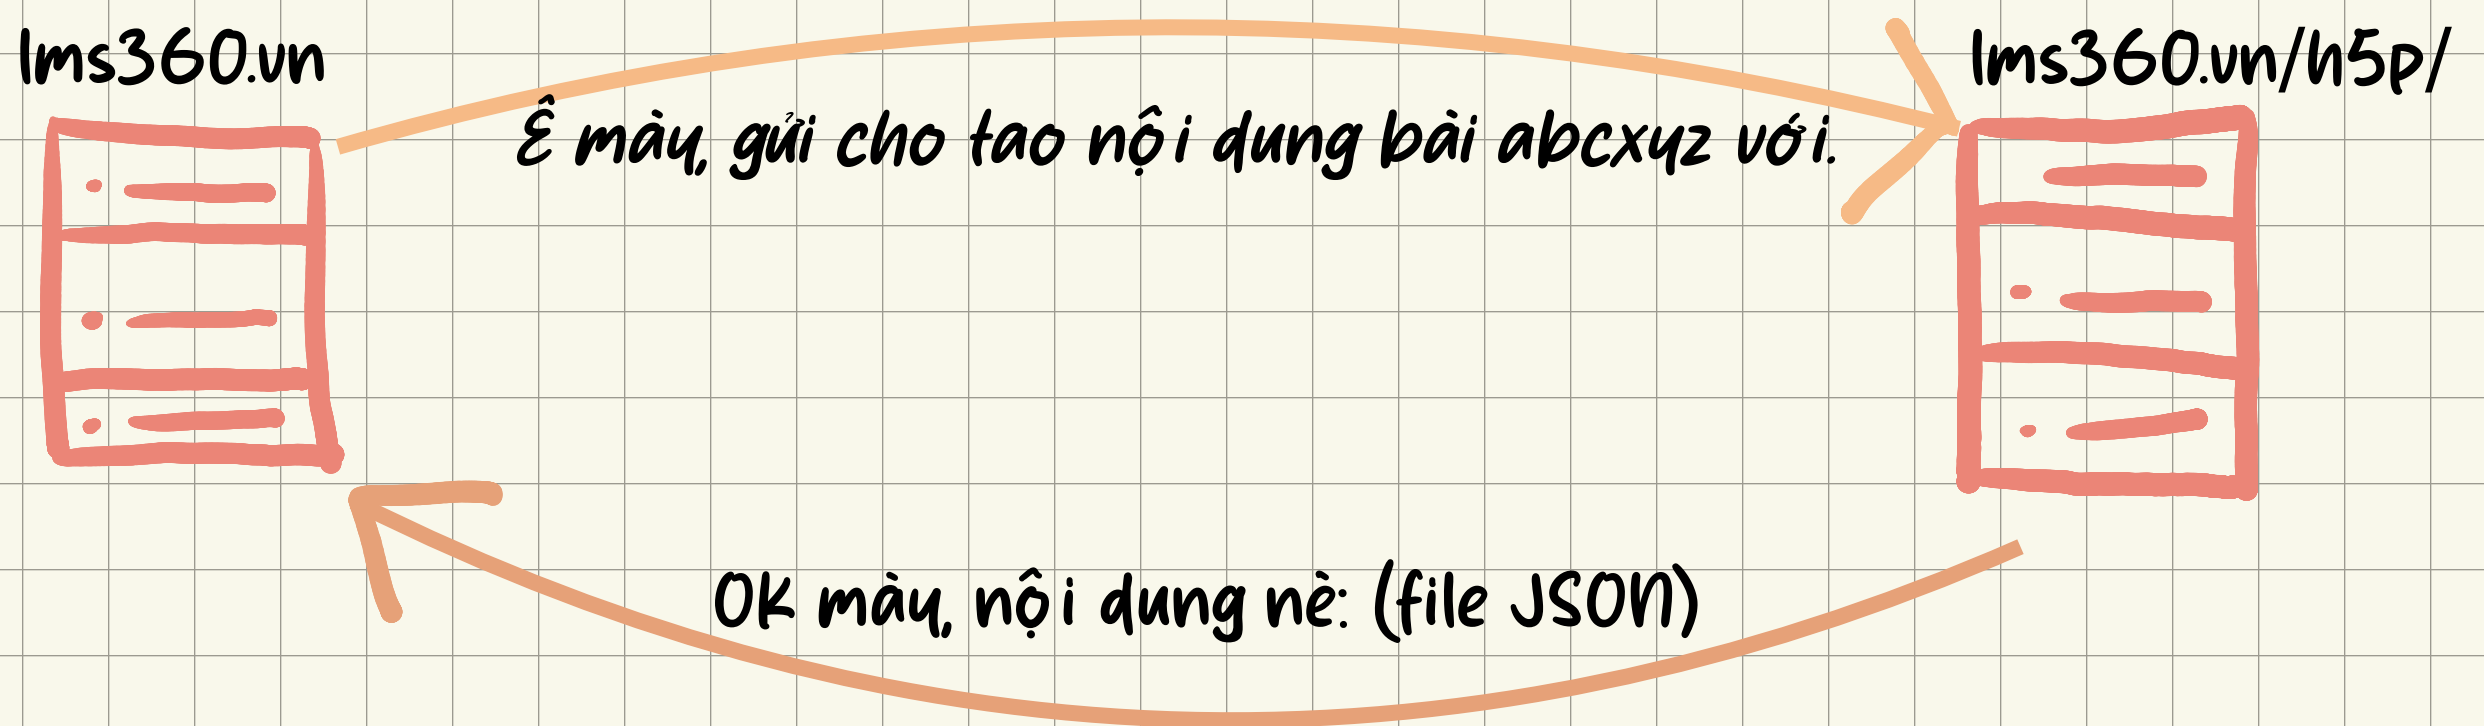 lms360.vn
lms360.vn/h5p/
Ê mày, gửi cho tao nội dung bài abcxyz với.
OK mày, nội dung nè: (file JSON)